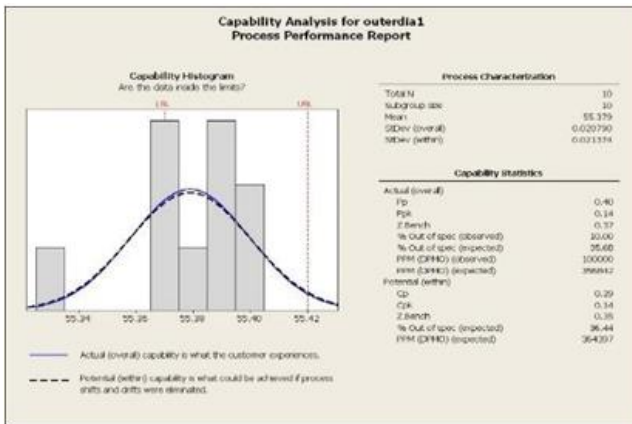 Capability Analysis for outerdia1
Process Performance Report
Capability Histogram
Are the data inside the limits?
LSL
USL
55.34 55.36 55.38 55.40 55.42
Actual (overall) capability is what the customer experiences.
Potential (within) capability is what could be achieved if process
shifts and drifts were eliminated.
Process Characterization
Total N 10
Subgroup size 10
Mean 55.379
StDev (overall) 0.020790
StDev (within) 0.021374
Capability Statistics
Actual (overall)
Pp 0.40
Ppk 0.14
Z.Bench 0.37
% Out of spec (observed) 10.00
% Out of spec (expected) 35.68
PPM (DPMO) (observed) 100000
PPM (DPMO) (expected)
Potential (within)
Cp 0.39
Cpk 0.14
Z.Bench 0.35
% Out of spec (expected) 36.44
PPM (DPMO) (expected) 364397